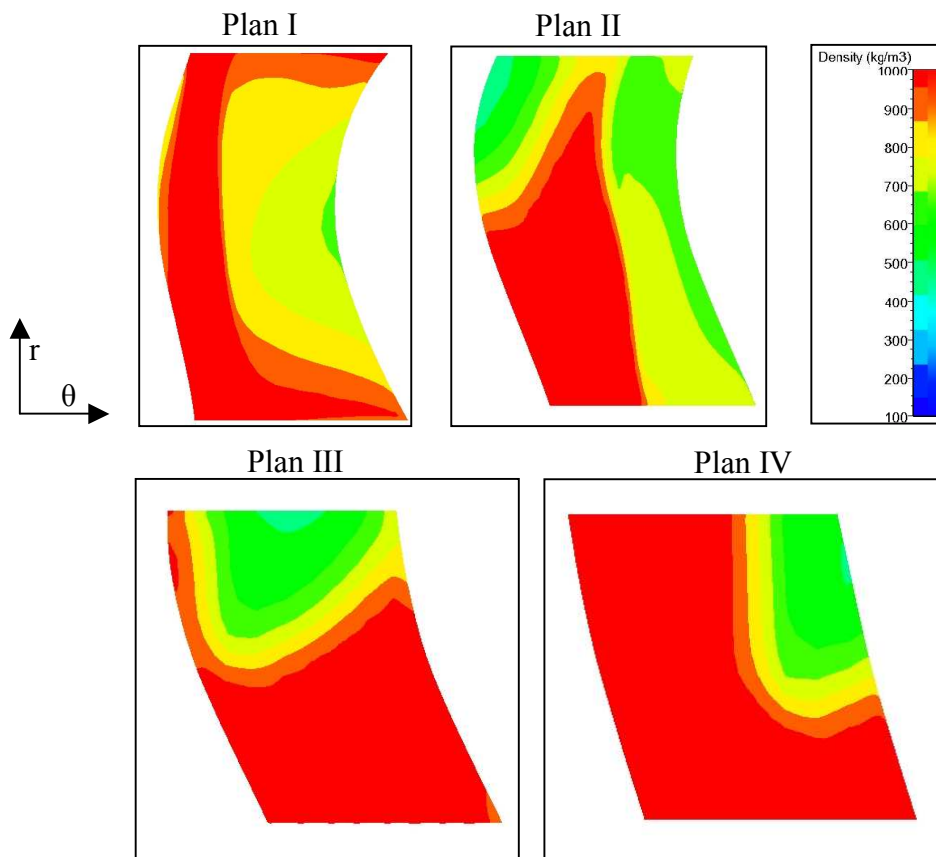 Plan I
Plan II
Density (kg/m3)
1000
900
800
700
600
500
400
300
200
100
r
θ
Plan III
Plan IV